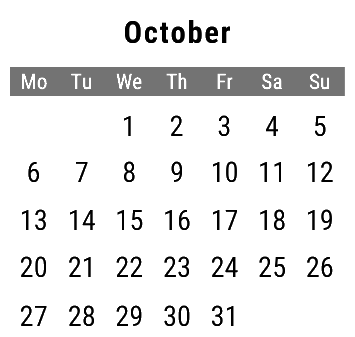 October
Mo Tu We Th Fr Sa Su
1 2 3 4 5
6 7 8 9 10 11 12
13 14 15 16 17 18 19
20 21 22 23 24 25 26
27 28 29 30 31